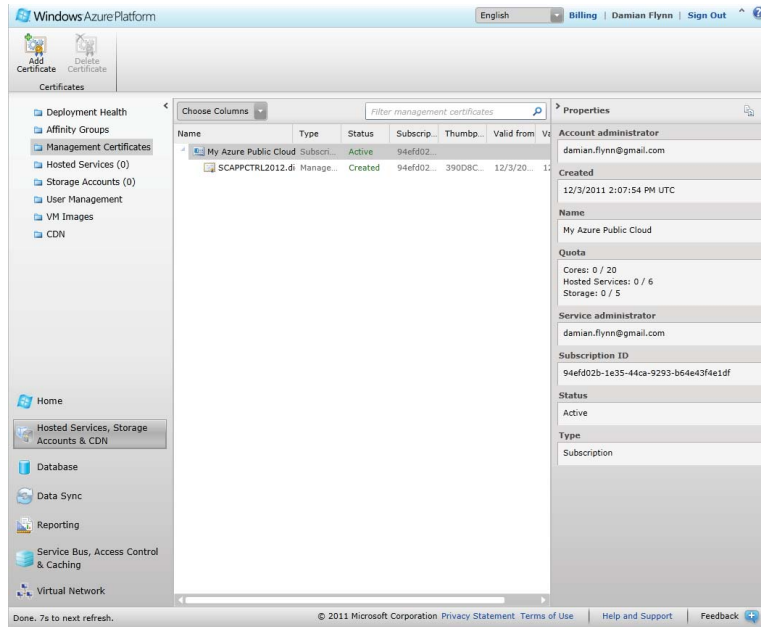 Windows Azure Platform
English
Billing | Damian Flynn | Sign Out
Add Certificate
Delete Certificate
Certificates
Deployment Health
Affinity Groups
Management Certificates
Hosted Services (0)
Storage Accounts (0)
User Management
VM Images
CDN
Home
Hosted Services, Storage Accounts & CDN
Database
Data Sync
Reporting
Service Bus, Access Control & Caching
Virtual Network
Choose Columns
Filter management certificates
Name Type Status Subscrip... Thumbp... Valid from Va
My Azure Public Cloud Subscri... Active 94efd02...
SCAPPCTRL2012.di Manage... Created 94efd02... 390D8C... 12/3/20... 12
Properties
Account administrator
damian.flynn@gmail.com
Created
12/3/2011 2:07:54 PM UTC
Name
My Azure Public Cloud
Quota
Cores: 0 / 20
Hosted Services: 0 / 6
Storage: 0 / 5
Service administrator
damian.flynn@gmail.com
Subscription ID
94efd02b-1e35-44ca-9293-b64e43f4e1df
Status
Active
Type
Subscription
Done. 7s to next refresh.
© 2011 Microsoft Corporation Privacy Statement Terms of Use | Help and Support | Feedback